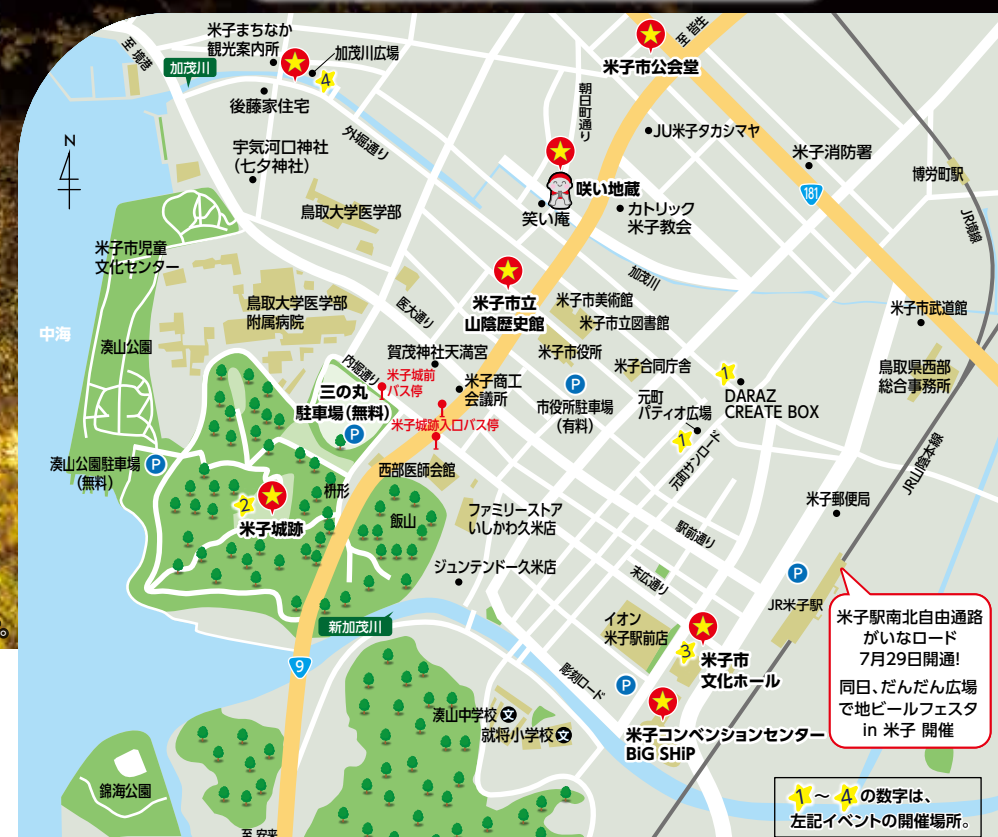 至 境港
加茂川
米子まちなか
観光案内所
加茂川広場
4
後藤家住宅
外堀通り
宇気河口神社
(七夕神社)
鳥取大学医学部
N
米子市児童
文化センター
中海
湊山公園
鳥取大学医学部
附属病院
医大通り
至 皆生
米子市公会堂
朝日町通り
JU米子タカシマヤ
米子消防署
181
博労町駅
JR境線
咲い地蔵
笑い庵
カトリック
米子教会
加茂川
米子市立
山陰歴史館
米子市美術館
米子市立図書館
米子市武道館
鳥取県西部
総合事務所
賀茂神社天満宮
内堀通り
米子城前
バス停
三の丸
駐車場(無料)
P
米子商工
会議所
米子城跡入口バス停
米子市役所
P
市役所駐車場
(有料)
米子合同庁舎
元町
パティオ広場
1
DARAZ
CREATE BOX
1
元町サンロード
JR山陰本線
湊山公園駐車場
(無料)
P
2
米子城跡
枡形
西部医師会館
飯山
ファミリーストア
いしかわ久米店
ジュンテンドー久米店
駅前通り
末広通り
米子郵便局
P
JR米子駅
新加茂川
9
イオン
米子駅前店
3
米子市
文化ホール
彫刻ロード
P
米子コンベンションセンター
BiG SHiP
湊山中学校
文
就将小学校
文
錦海公園
至 安来
米子駅南北自由通路
がいなロード
7月29日開通!
同日、だんだん広場
で地ビールフェスタ
in 米子 開催
1～4の数字は、
左記イベントの開催場所。
。